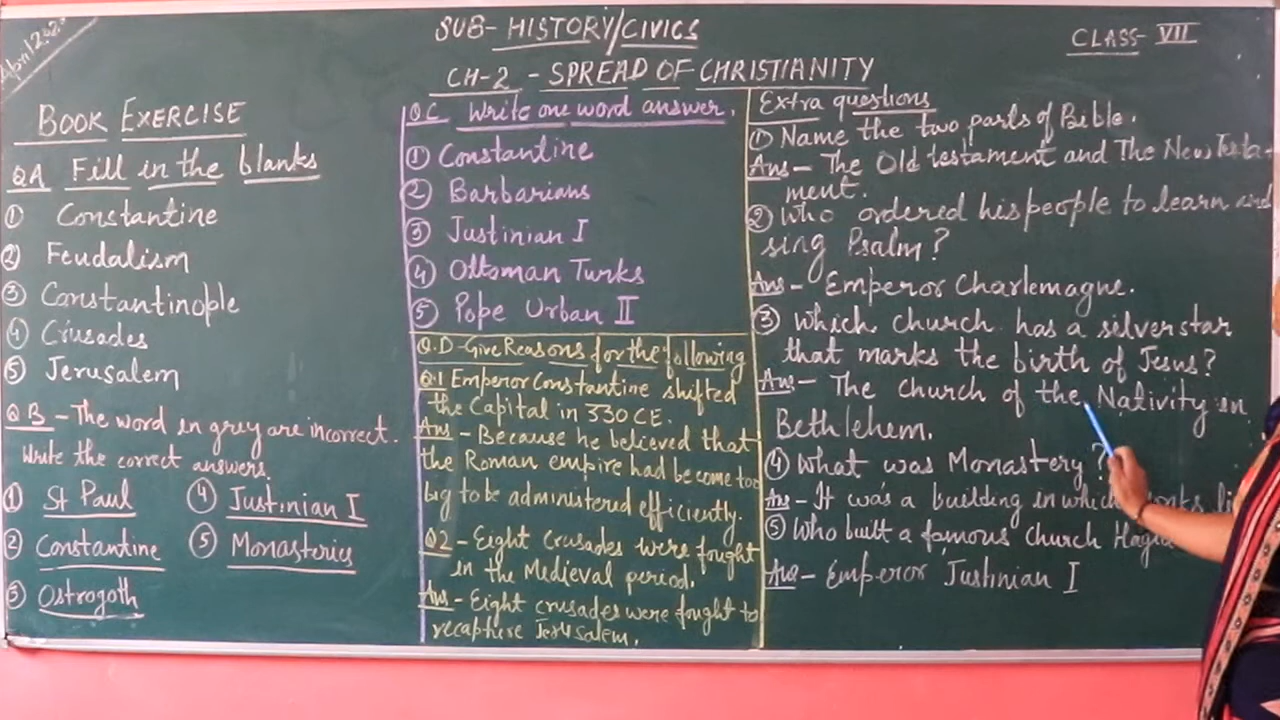 April 2
SUB- HISTORY/CIVICS
CLASS- VII
CH-2 - SPREAD OF CHRISTIANITY
BOOK EXERCISE
QA Fill in the blanks
① Constantine
② Feudalism
③ Constantinople
④ Crusades
⑤ Jerusalem
QB - The word in grey are incorrect.
Write the correct answers.
① St Paul
② Constantine
③ Ostrogoth
④ Justinian I
⑤ Monasteries
QC Write one word answer.
① Constantine
② Barbarians
③ Justinian I
④ Ottoman Turks
⑤ Pope Urban II
Q.D- Give Reasons for the following
Q.1 Emperor Constantine shifted
the Capital in 330 CE.
Ans - Because he believed that
the Roman empire had become too
big to be administered efficiently.
Q2 - Eight crusades were fought
in the Medieval period.
Ans - Eight crusades were fought to
recapture Jerusalem.
Extra questions
① Name the two parts of Bible.
Ans - The Old testament and The New Testa-
ment.
② Who ordered his people to learn and
sing Psalm?
Ans - Emperor Charlemagne.
③ Which church has a silver star
that marks the birth of Jesus?
Ans - The church of the Nativity in
Bethlehem.
④ What was Monastery?
Ans - It was a building in which
⑤ Who built a famous church Hagia
Ans - Emperor Justinian I